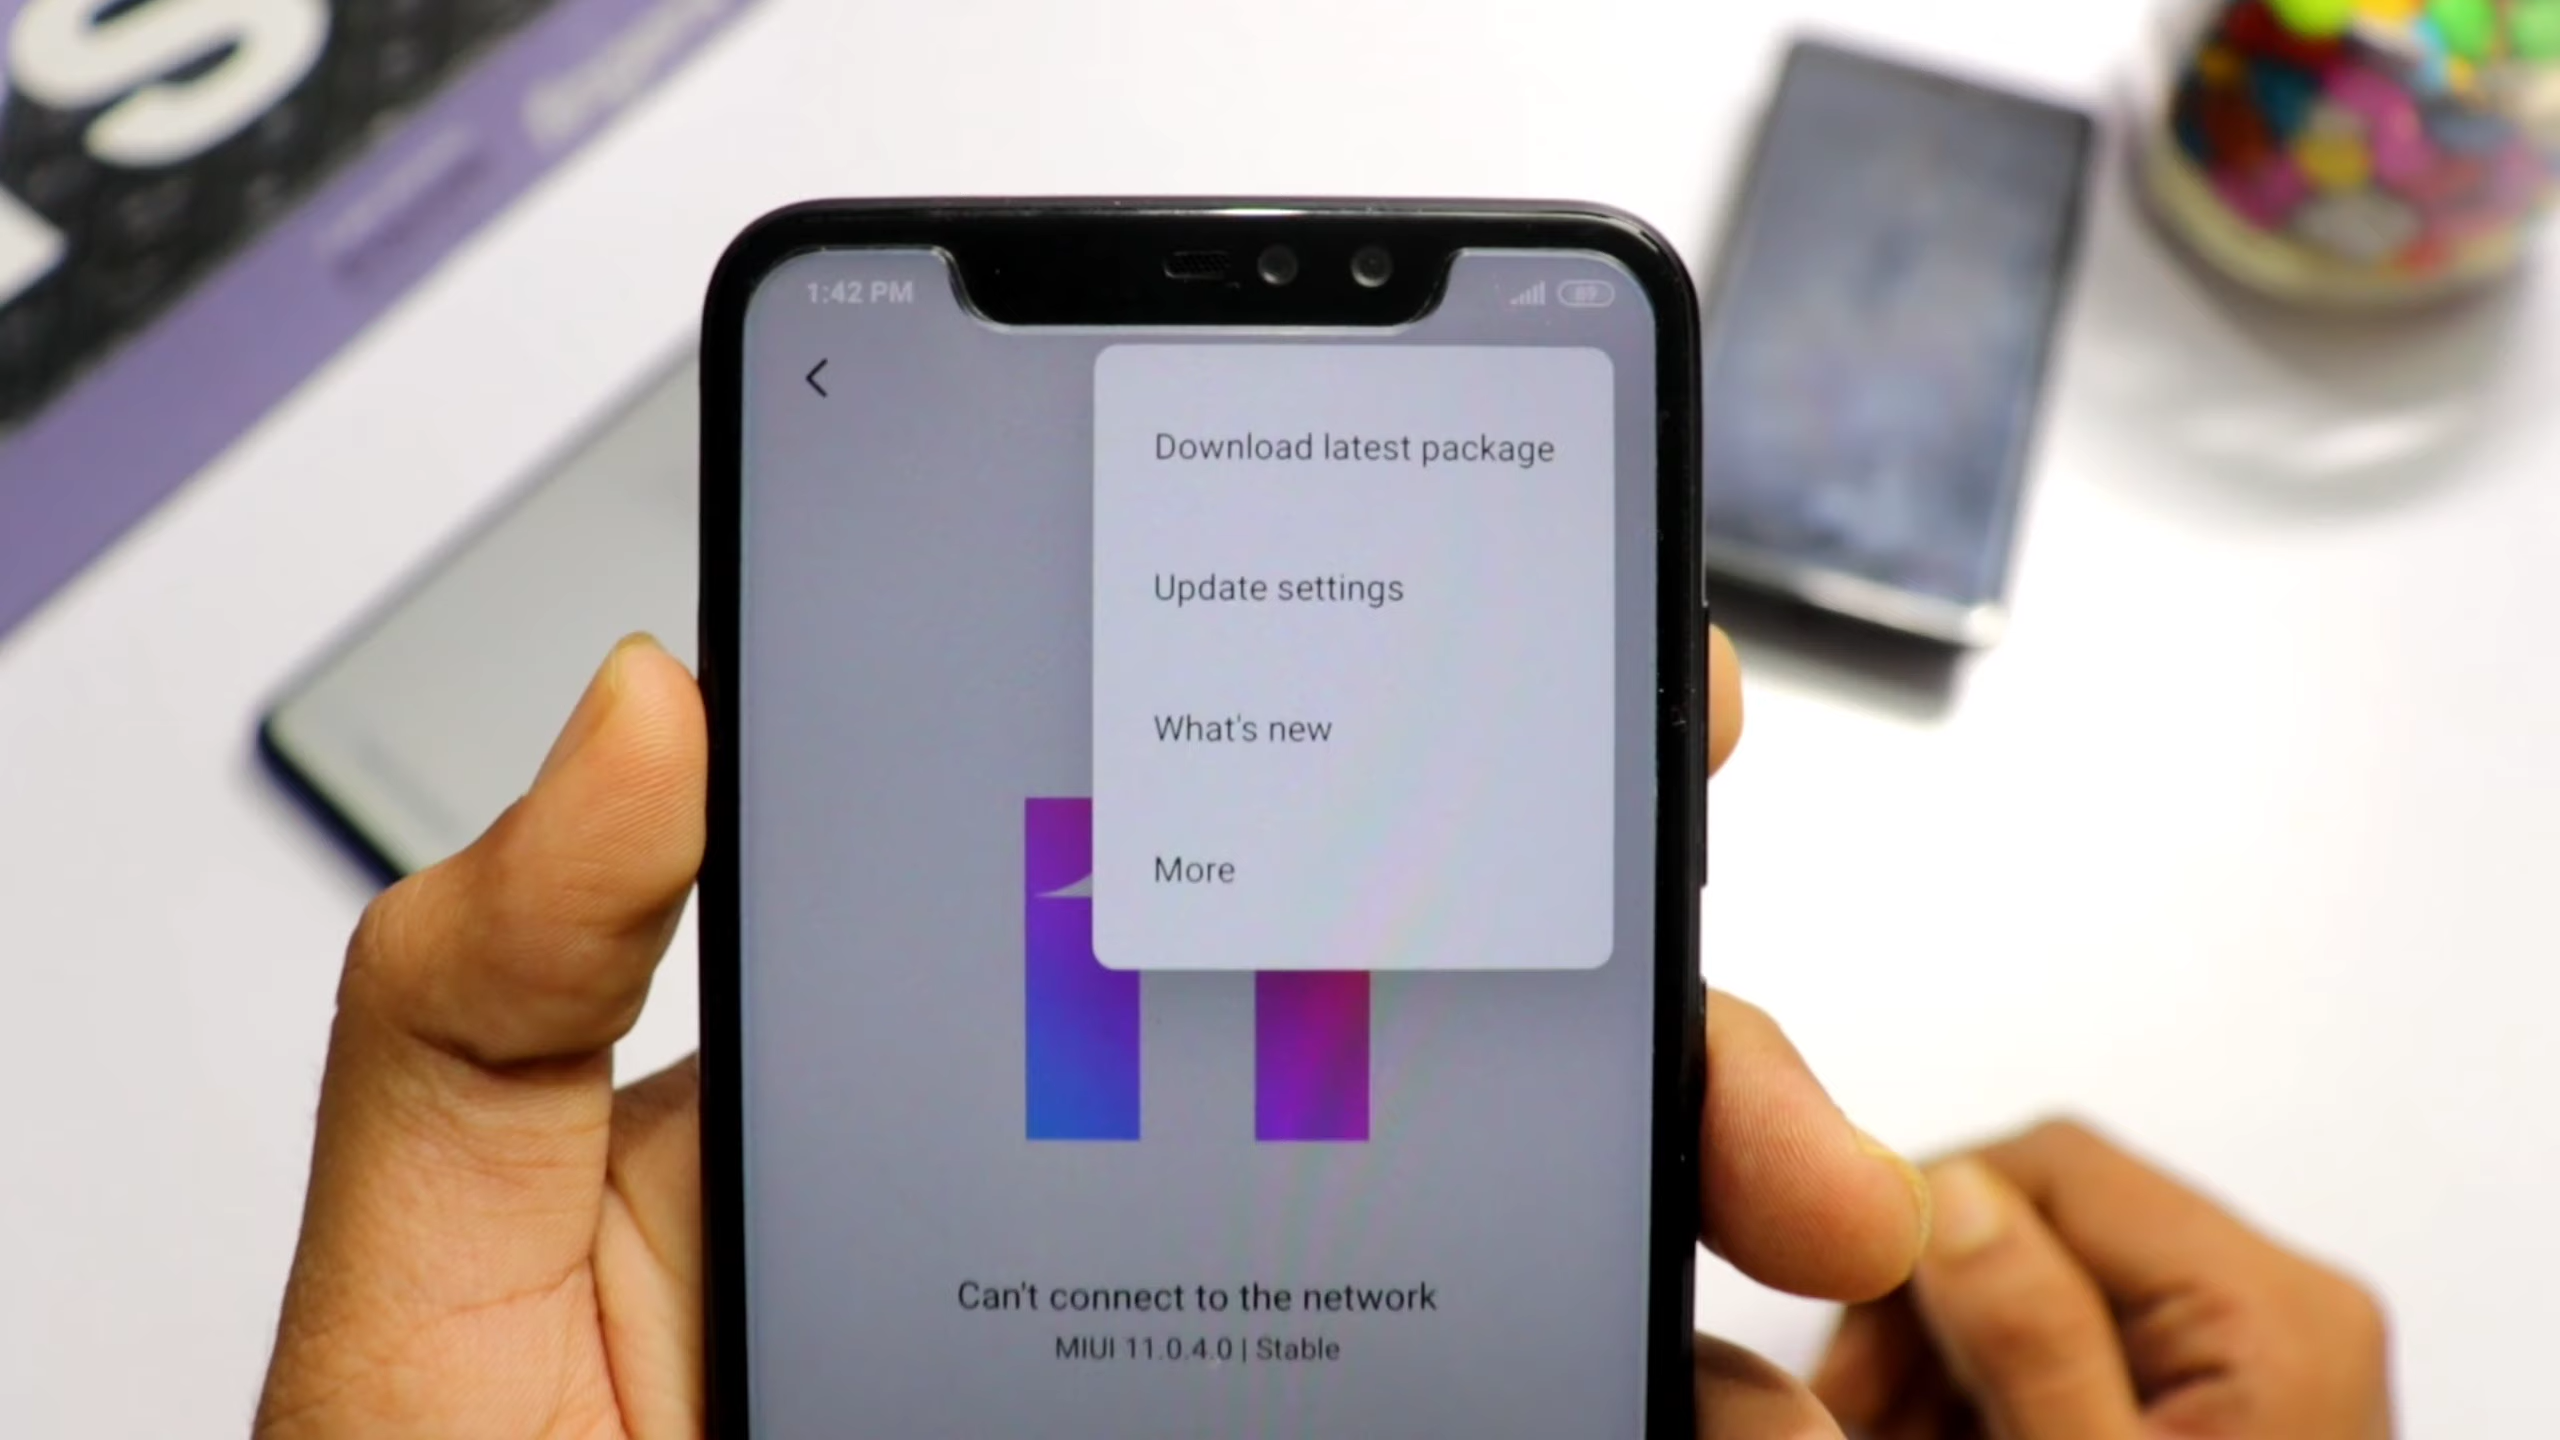 S
1:42 PM
89
Download latest package
Update settings
What's new
More
Can't connect to the network
MIUI 11.0.4.0 | Stable